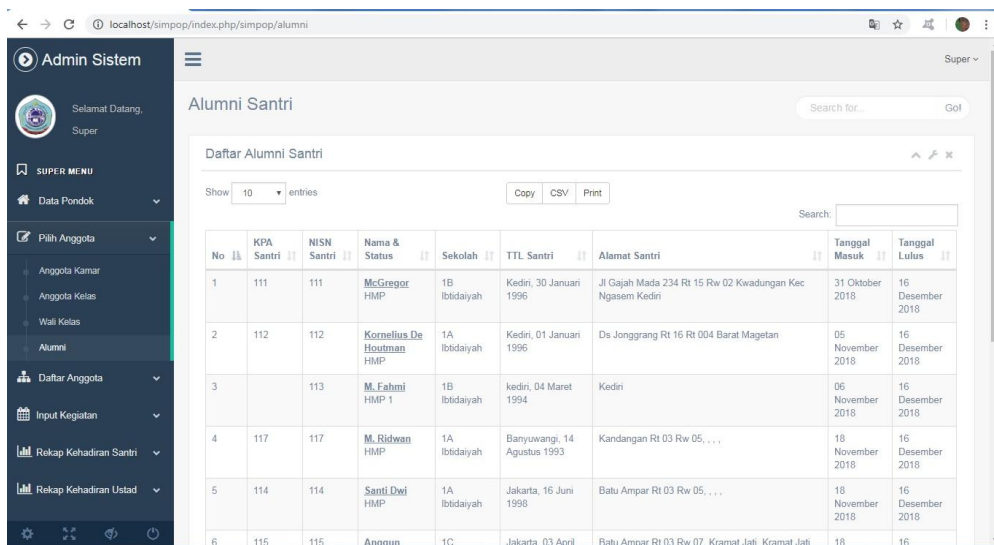 localhost/simpop/index.php/simpop/alumni
Admin Sistem
Selamat Datang,
Super
SUPER MENU
Data Pondok
Pilih Anggota
Anggota Kamar
Anggota Kelas
Wali Kelas
Alumni
Daftar Anggota
Input Kegiatan
Rekap Kehadiran Santri
Rekap Kehadiran Ustad
Super
Alumni Santri
Search for...
Go!
Daftar Alumni Santri
Show 10 entries
Copy CSV Print
Search:
No KPA Santri NISN Santri Nama & Status Sekolah TTL Santri Alamat Santri Tanggal Masuk Tanggal Lulus
1 111 111 McGregor HMP 1B Ibtidaiyah Kediri, 30 Januari 1996 Jl Gajah Mada 234 Rt 15 Rw 02 Kwadungan Kec Ngasem Kediri 31 Oktober 2018 16 Desember 2018
2 112 112 Kornelius De Houtman HMP 1A Ibtidaiyah Kediri, 01 Januari 1996 Ds Jonggrang Rt 16 Rt 004 Barat Magetan 05 November 2018 16 Desember 2018
3 113 M. Fahmi HMP 1 1B Ibtidaiyah kediri, 04 Maret 1994 Kediri 06 November 2018 16 Desember 2018
4 117 117 M. Ridwan HMP 1A Ibtidaiyah Banyuwangi, 14 Agustus 1993 Kandangan Rt 03 Rw 05, , , , 18 November 2018 16 Desember 2018
5 114 114 Santi Dwi HMP 1A Ibtidaiyah Jakarta, 16 Juni 1998 Batu Ampar Rt 03 Rw 05, , , , 18 November 2018 16 Desember 2018
6 115 115 Anggun 1C Jakarta, 03 April Batu Ampar Rt 03 Rw 07, Kramat Jati, Kramat Jati, 18 16